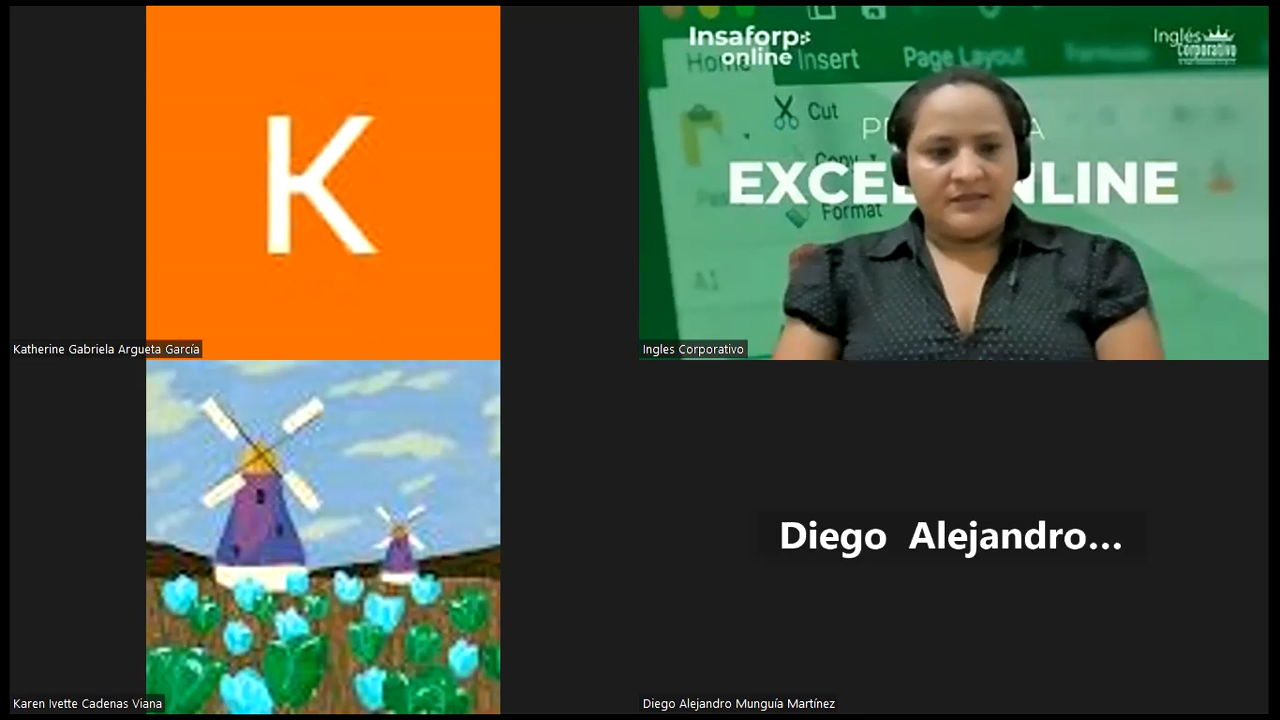 K
Katherine Gabriela Argueta García
Insaforp
online
Inglés
Corporativo
Home Insert Page Layout
Cut
Copy
Format
EXCEL ONLINE
Ingles Corporativo
Karen Ivette Cadenas Viana
Diego Alejandro...
Diego Alejandro Munguía Martínez